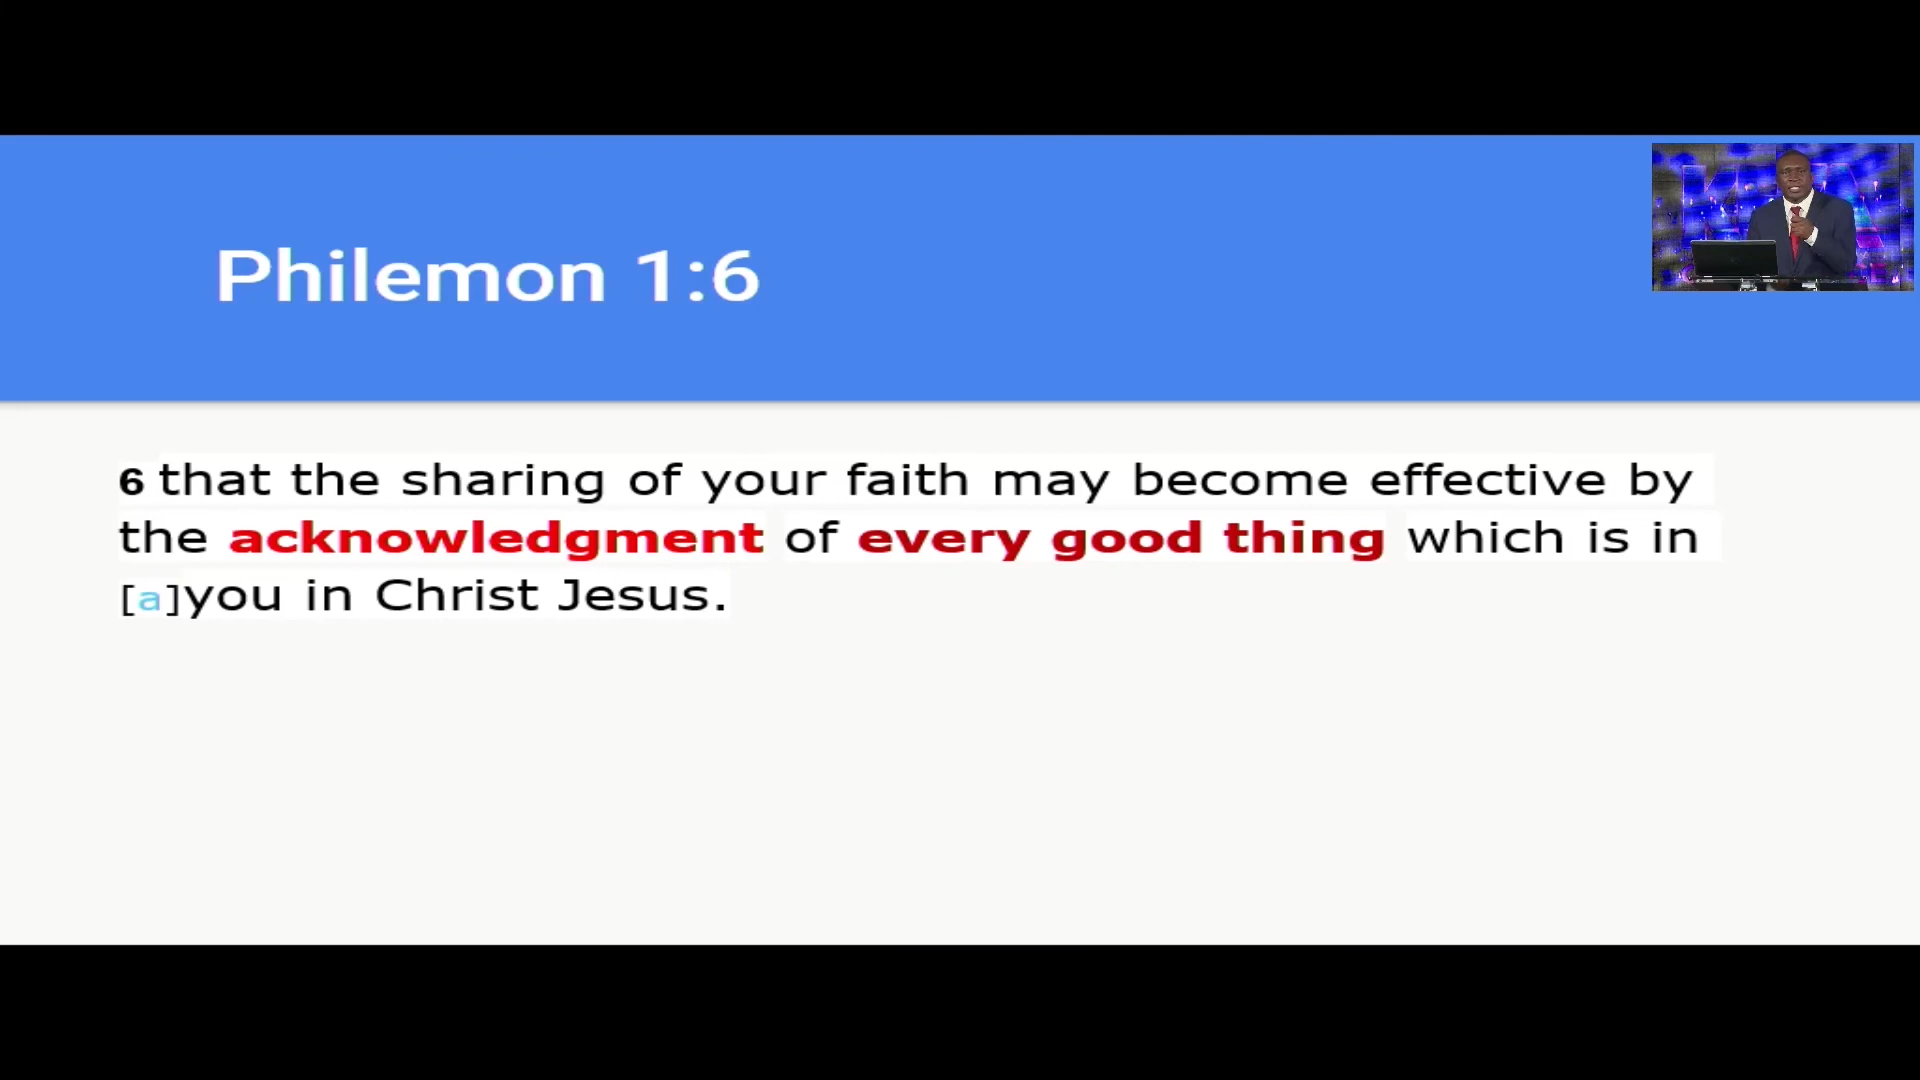 Philemon 1:6
6 that the sharing of your faith may become effective by
the acknowledgment of every good thing which is in
[a]you in Christ Jesus.